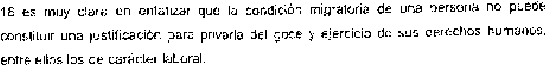 18 es muy clara en enfatizar que la condición migratoria de una persona no puede
constituir una justificación para privarla del goce y ejercicio de sus derechos humanos,
entre ellos los de carácter laboral.